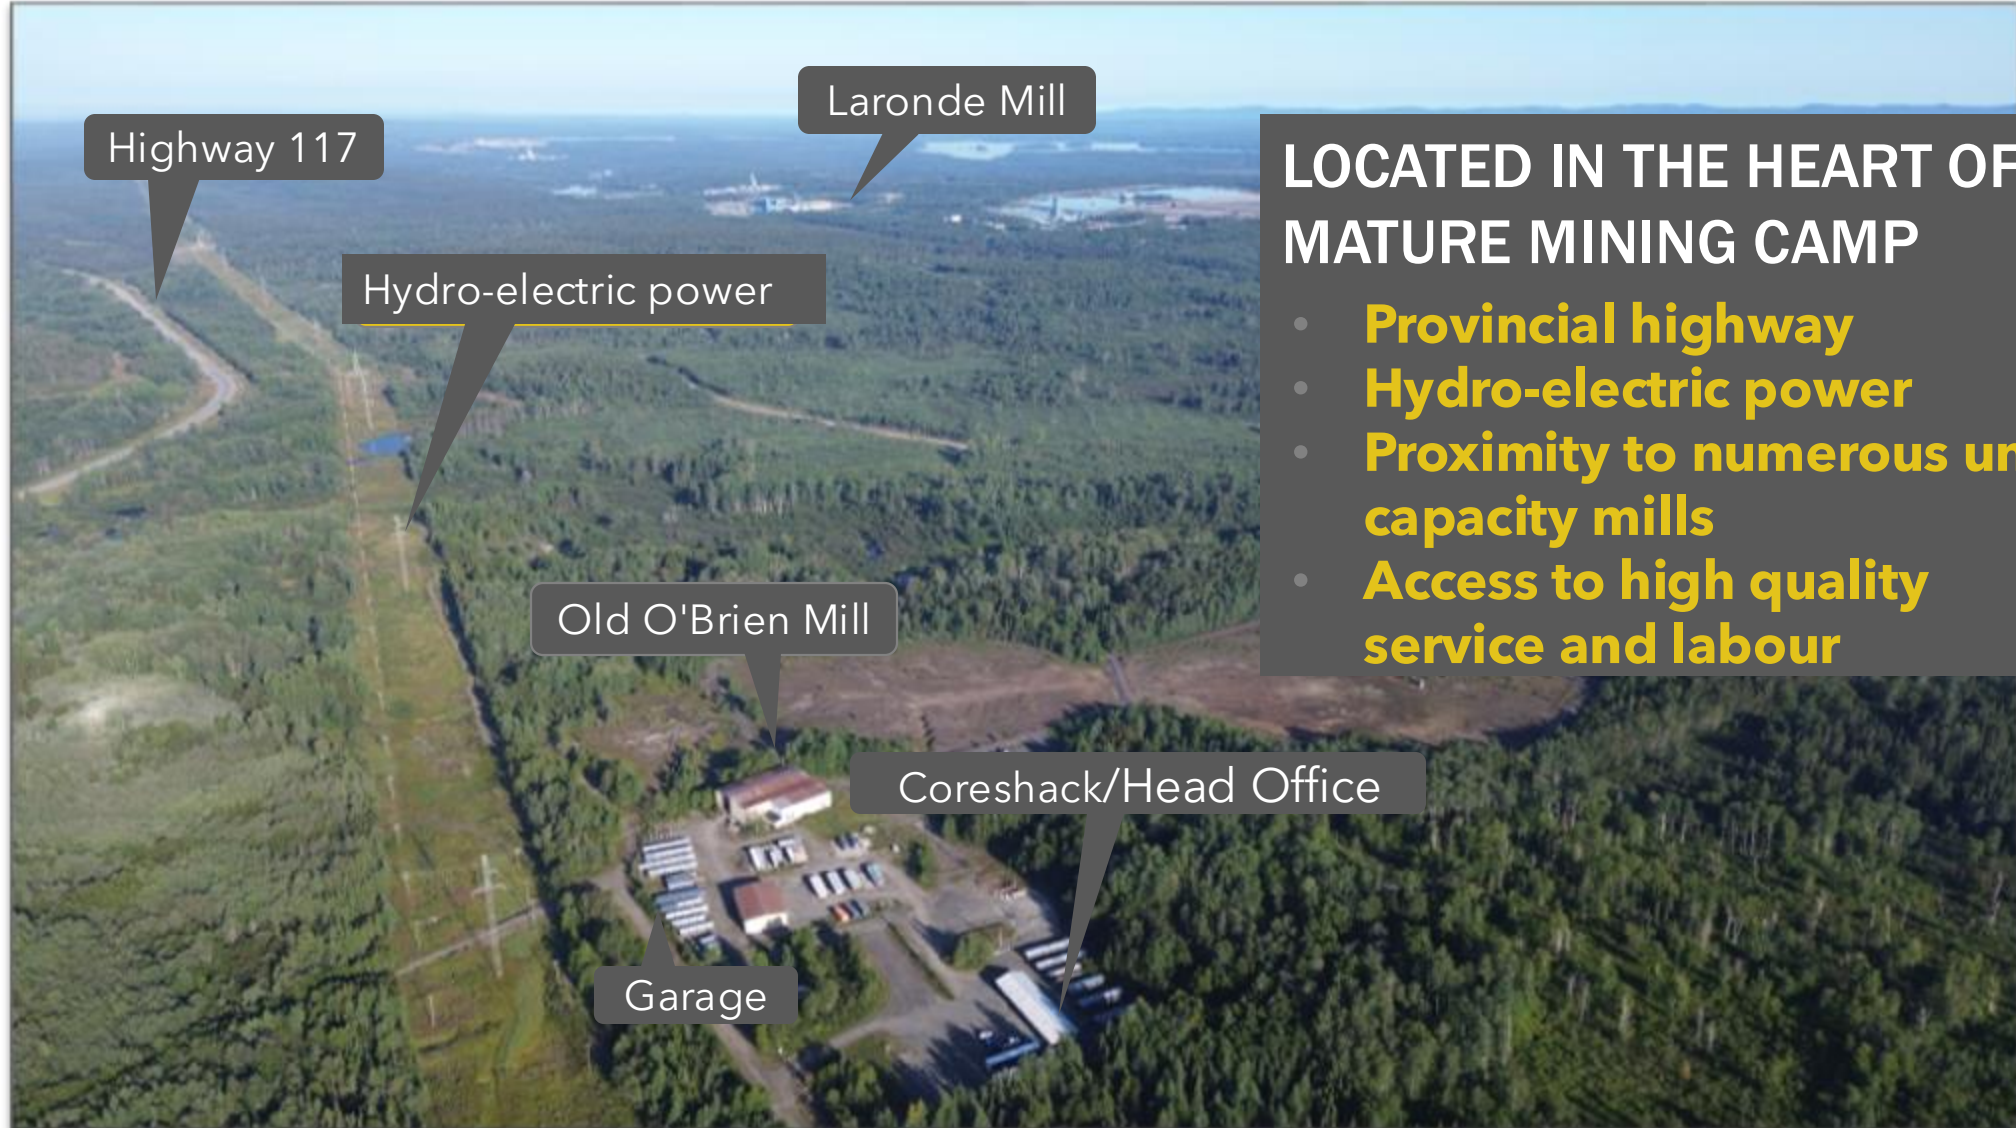 Laronde Mill
Highway 117
LOCATED IN THE HEART OF
MATURE MINING CAMP
Hydro-electric power
• Provincial highway
• Hydro-electric power
• Proximity to numerous
capacity mills
• Access to high quality
service and labour
Old O'Brien Mill
Coreshack/Head Office
Garage